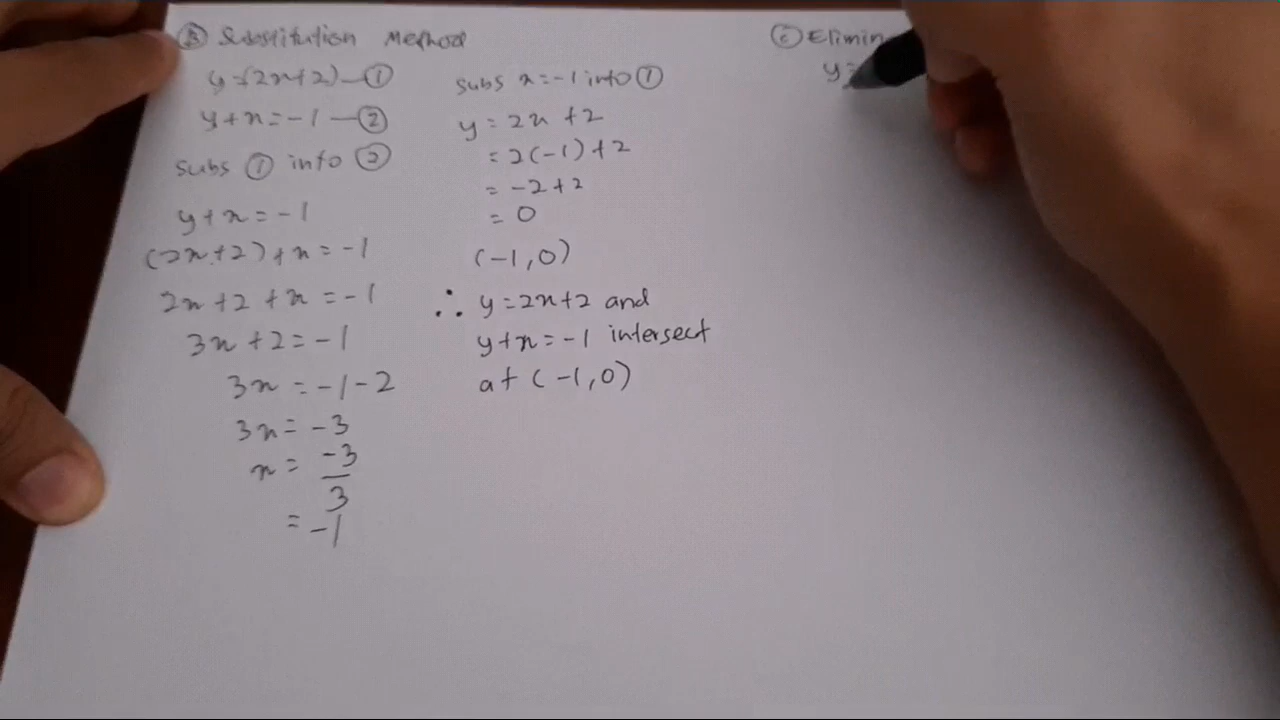 Ⓑ Substitution Method
y=(2x+2)—①
y+x=-1—②
subs ① into ②
y+x=-1
(2x+2)+x=-1
2x+2+x=-1
3x+2=-1
3x=-1-2
3x=-3
x=-3/3
=-1
subs x=-1 into ①
y=2x+2
=2(-1)+2
=-2+2
=0
(-1,0)
∴ y=2x+2 and
y+x=-1 intersect
at (-1,0)
Ⓒ Elimin
y=